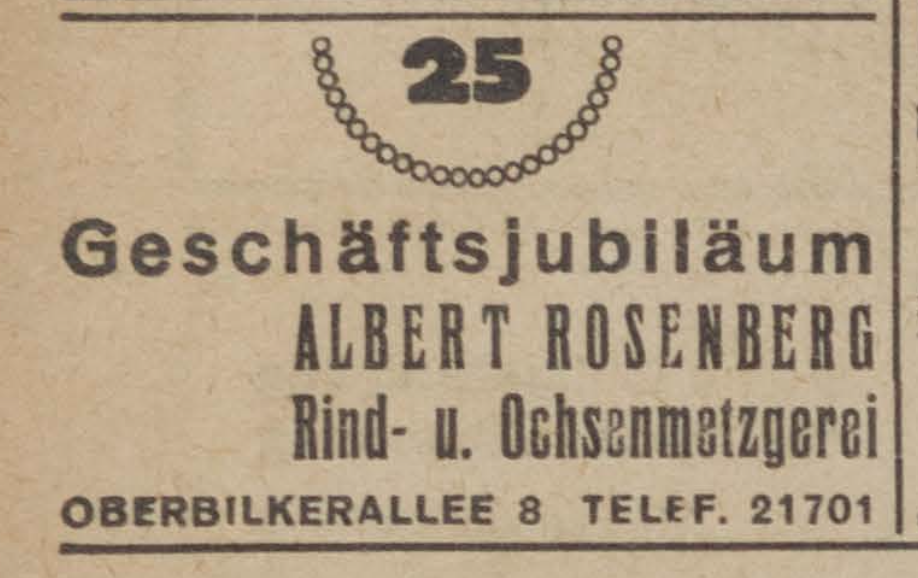 25
Geschäftsjubiläum
ALBERT ROSENBERG
Rind- u. Ochsenmetzgerei
OBERBILKERALLEE 8 TELEF. 21701